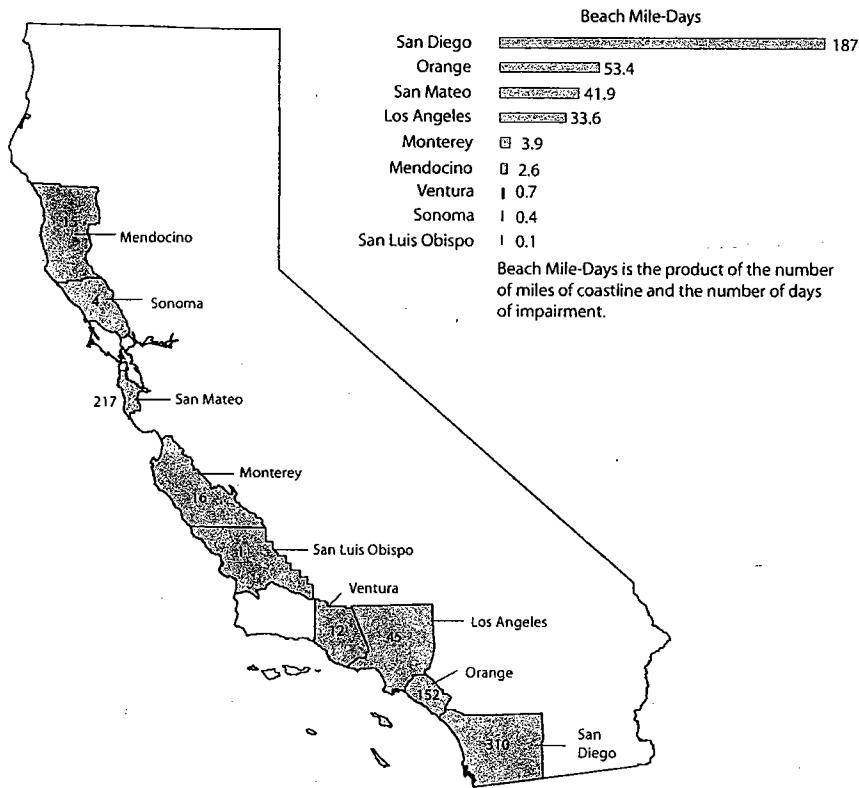 Beach Mile-Days
San Diego 187
Orange 53.4
San Mateo 41.9
Los Angeles 33.6
Monterey 3.9
Mendocino 2.6
Ventura 0.7
Sonoma 0.4
San Luis Obispo 0.1
Beach Mile-Days is the product of the number
of miles of coastline and the number of days
of impairment.
Mendocino
4
Sonoma
217
San Mateo
Monterey
16
San Luis Obispo
Ventura
12
45
Los Angeles
Orange
152
310
San
Diego